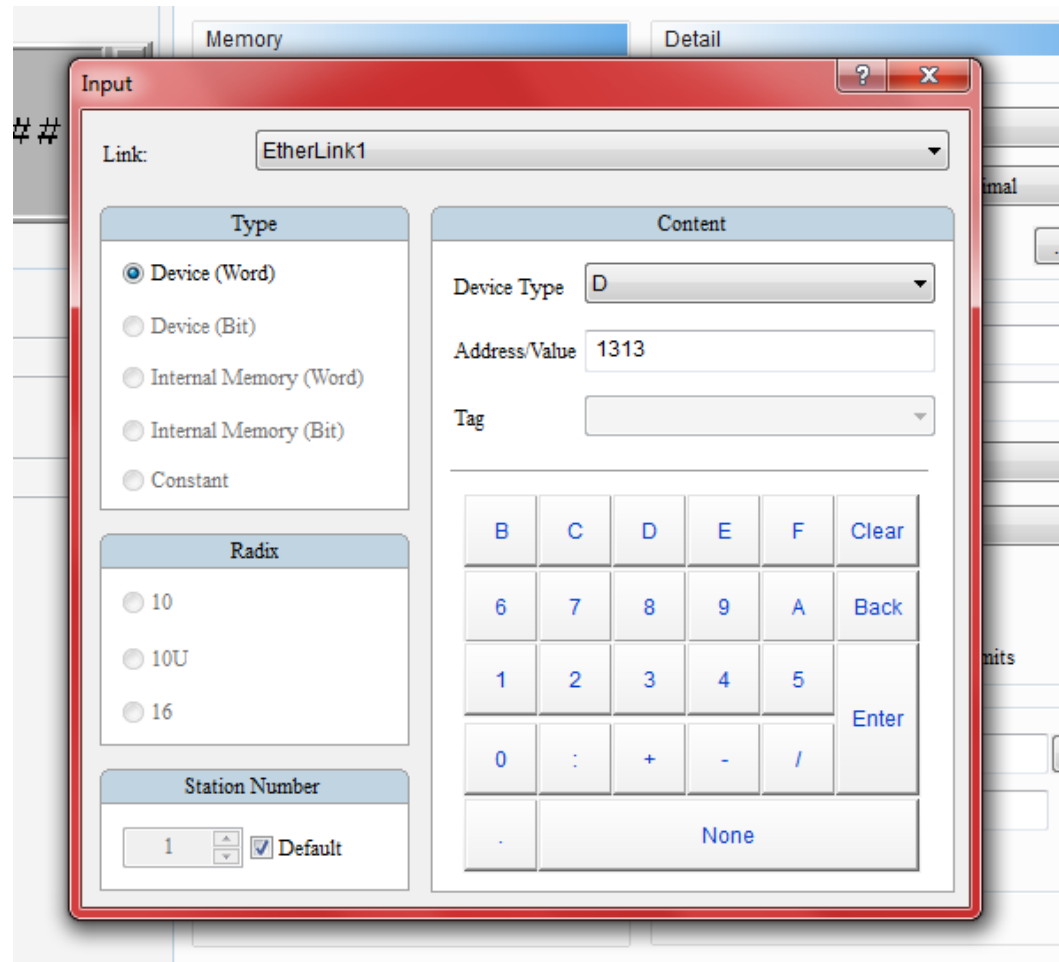 Memory
Detail
Input
##
Link:
EtherLink1
imal
Type
Device (Word)
Device (Bit)
Internal Memory (Word)
Internal Memory (Bit)
Constant
Radix
10
10U
16
Station Number
1
Default
Content
Device Type
D
Address/Value
1313
Tag
B C D E F Clear
6 7 8 9 A Back
1 2 3 4 5
Enter
0 : + - /
. None
mits